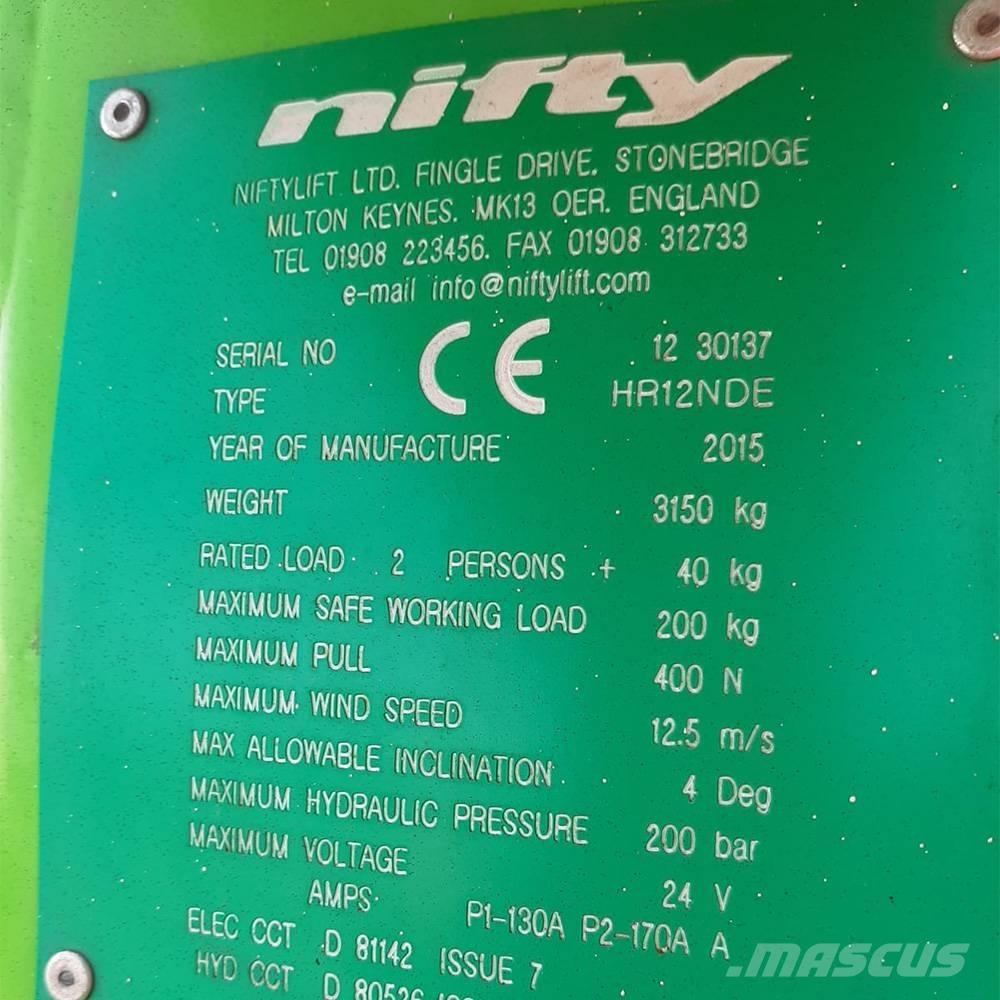 nifty
NIFTYLIFT LTD. FINGLE DRIVE. STONEBRIDGE
MILTON KEYNES. MK13 OER. ENGLAND
TEL 01908 223456. FAX 01908 312733
e-mail info@niftylift.com
CE
SERIAL NO 12 30137
TYPE HR12NDE
YEAR OF MANUFACTURE 2015
WEIGHT 3150 kg
RATED LOAD 2 PERSONS + 40 kg
MAXIMUM SAFE WORKING LOAD 200 kg
MAXIMUM PULL 400 N
MAXIMUM WIND SPEED 12.5 m/s
MAX ALLOWABLE INCLINATION 4 Deg
MAXIMUM HYDRAULIC PRESSURE 200 bar
MAXIMUM VOLTAGE 24 V
AMPS P1-130A P2-170A A
ELEC CCT D 81142 ISSUE 7
HYD CCT D 80526
MASCUS